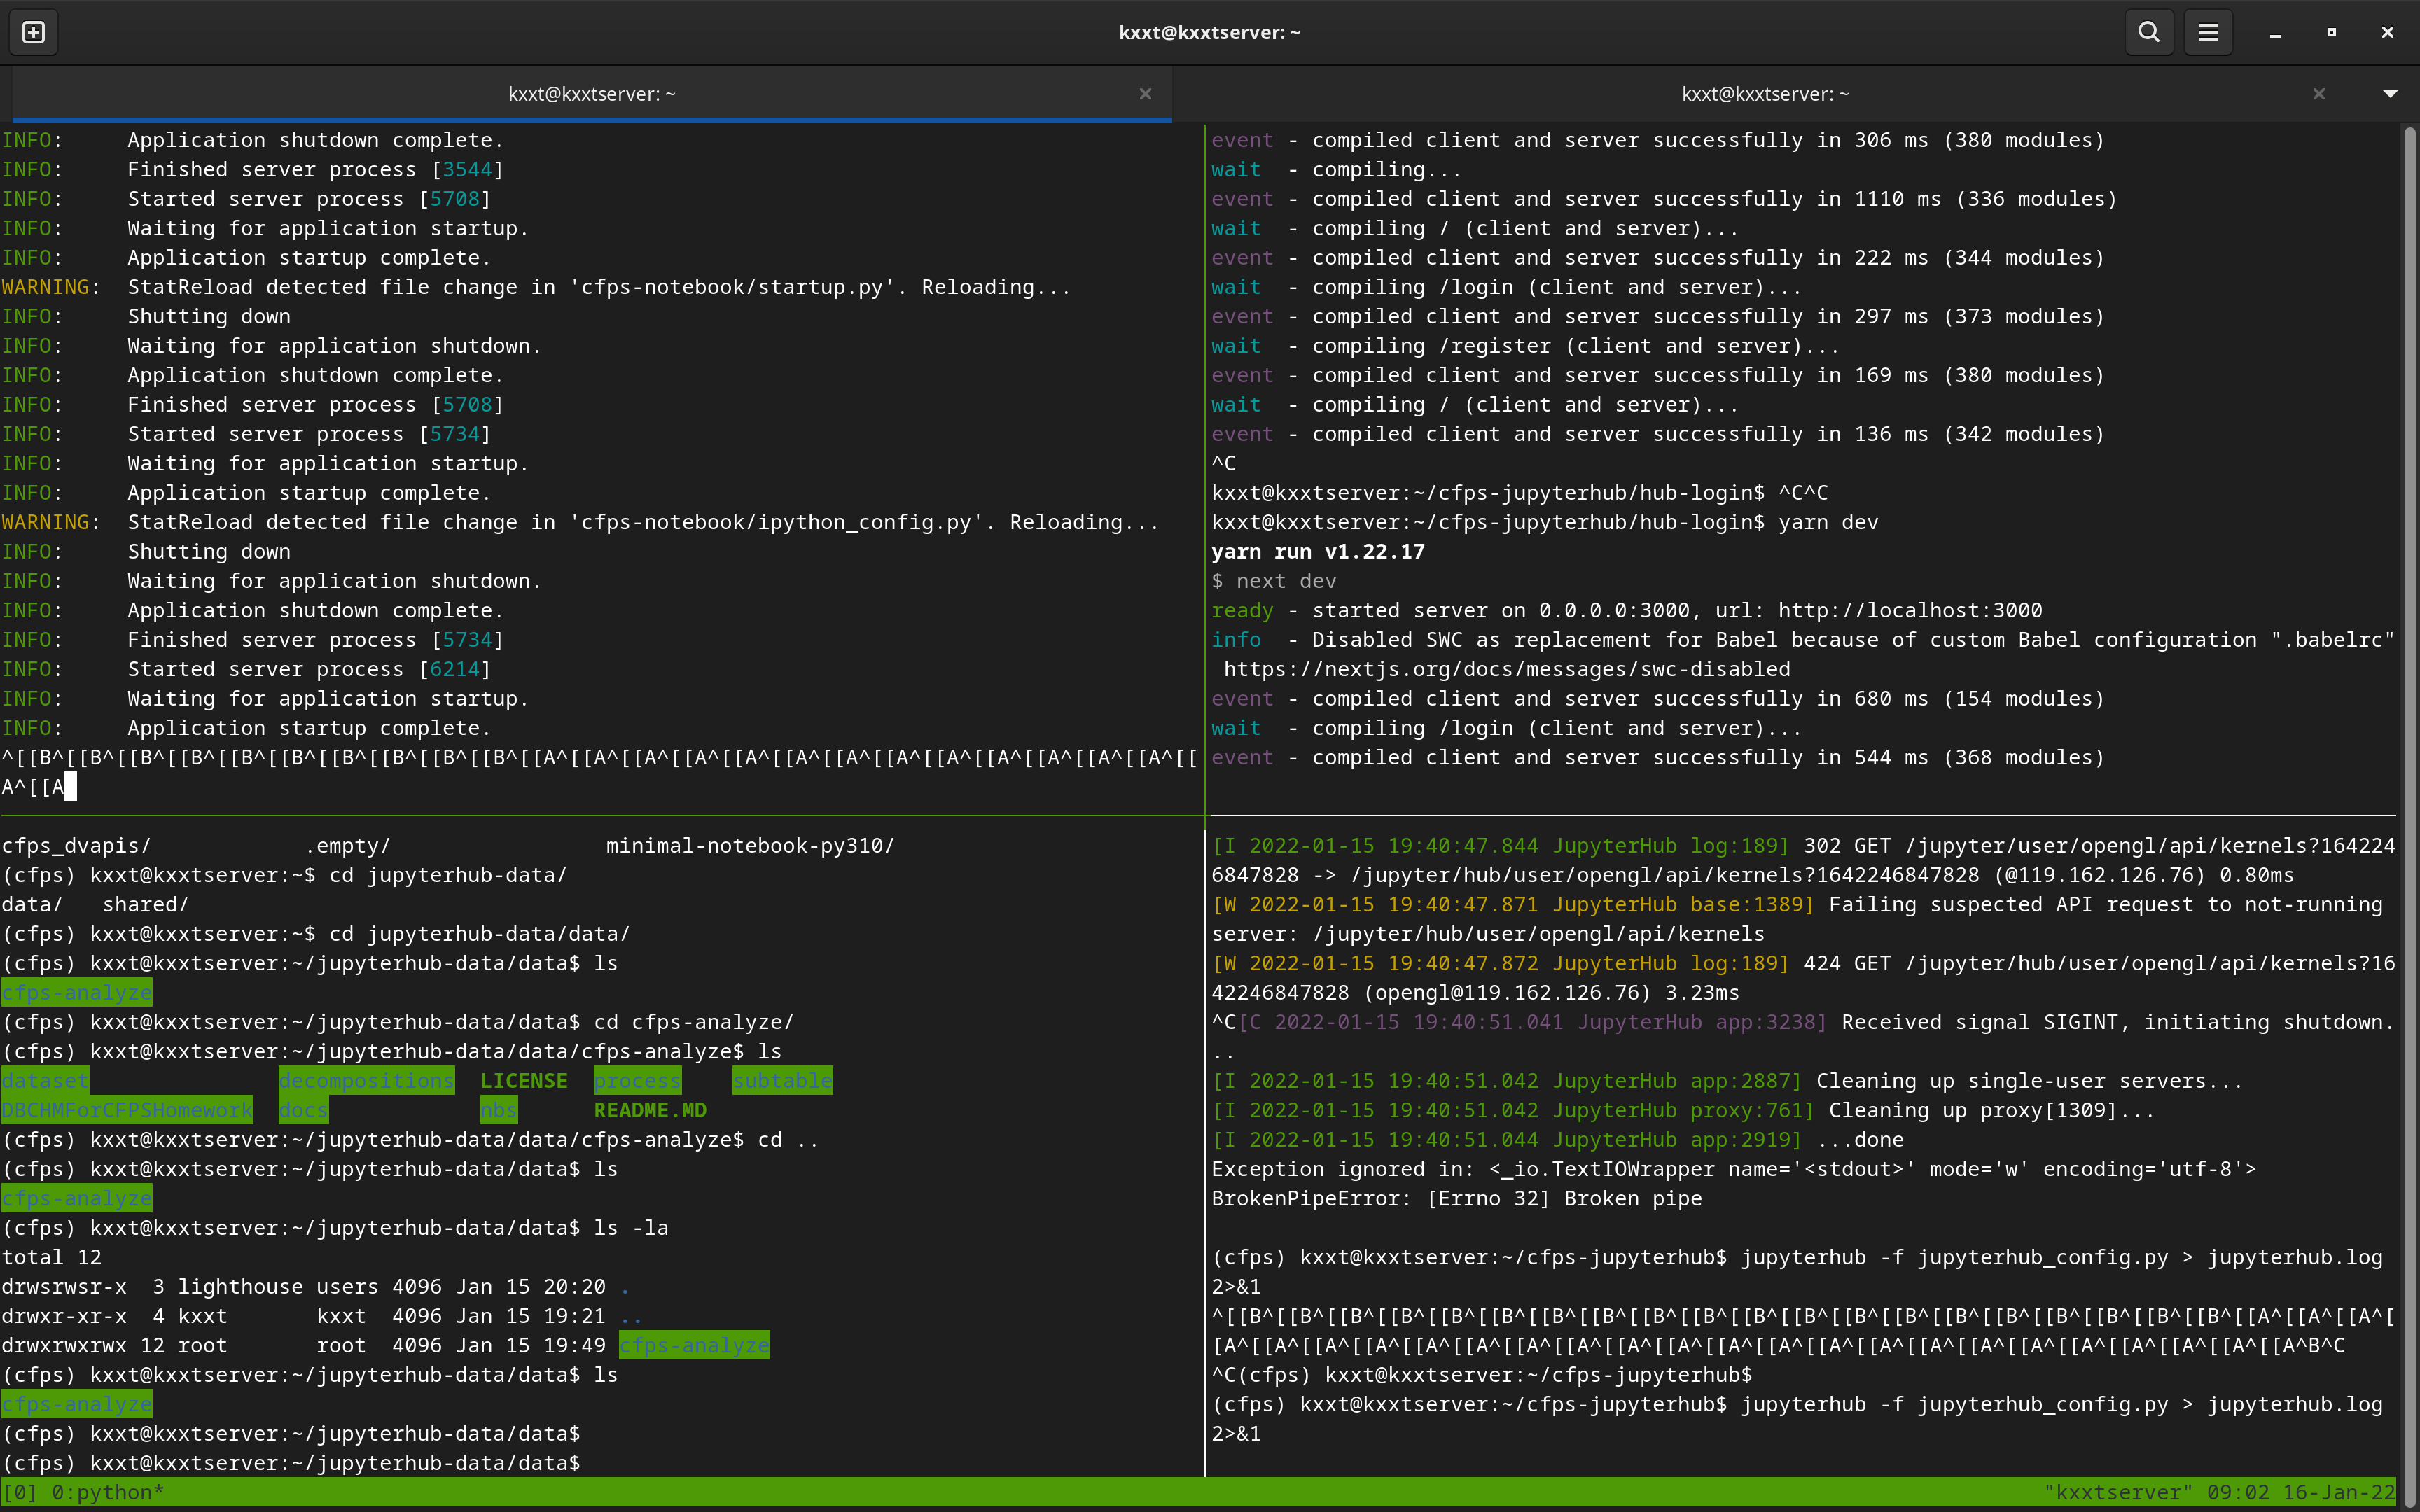 kxxt@kxxtserver: ~
kxxt@kxxtserver: ~
kxxt@kxxtserver: ~
INFO:     Application shutdown complete.
INFO:     Finished server process [3544]
INFO:     Started server process [5708]
INFO:     Waiting for application startup.
INFO:     Application startup complete.
WARNING:  StatReload detected file change in 'cfps-notebook/startup.py'. Reloading...
INFO:     Shutting down
INFO:     Waiting for application shutdown.
INFO:     Application shutdown complete.
INFO:     Finished server process [5708]
INFO:     Started server process [5734]
INFO:     Waiting for application startup.
INFO:     Application startup complete.
WARNING:  StatReload detected file change in 'cfps-notebook/ipython_config.py'. Reloading...
INFO:     Shutting down
INFO:     Waiting for application shutdown.
INFO:     Application shutdown complete.
INFO:     Finished server process [5734]
INFO:     Started server process [6214]
INFO:     Waiting for application startup.
INFO:     Application startup complete.
^[[B^[[B^[[B^[[B^[[B^[[B^[[B^[[B^[[B^[[B^[[A^[[A^[[A^[[A^[[A^[[A^[[A^[[A^[[A^[[A^[[A^[[A^[[A^[[
A^[[A
event - compiled client and server successfully in 306 ms (380 modules)
wait  - compiling...
event - compiled client and server successfully in 1110 ms (336 modules)
wait  - compiling / (client and server)...
event - compiled client and server successfully in 222 ms (344 modules)
wait  - compiling /login (client and server)...
event - compiled client and server successfully in 297 ms (373 modules)
wait  - compiling /register (client and server)...
event - compiled client and server successfully in 169 ms (380 modules)
wait  - compiling / (client and server)...
event - compiled client and server successfully in 136 ms (342 modules)
^C
kxxt@kxxtserver:~/cfps-jupyterhub/hub-login$ ^C^C
kxxt@kxxtserver:~/cfps-jupyterhub/hub-login$ yarn dev
yarn run v1.22.17
$ next dev
ready - started server on 0.0.0.0:3000, url: http://localhost:3000
info  - Disabled SWC as replacement for Babel because of custom Babel configuration ".babelrc"
 https://nextjs.org/docs/messages/swc-disabled
event - compiled client and server successfully in 680 ms (154 modules)
wait  - compiling /login (client and server)...
event - compiled client and server successfully in 544 ms (368 modules)
cfps_dvapis/            .empty/                 minimal-notebook-py310/
(cfps) kxxt@kxxtserver:~$ cd jupyterhub-data/
data/   shared/
(cfps) kxxt@kxxtserver:~$ cd jupyterhub-data/data/
(cfps) kxxt@kxxtserver:~/jupyterhub-data/data$ ls
cfps-analyze
(cfps) kxxt@kxxtserver:~/jupyterhub-data/data$ cd cfps-analyze/
(cfps) kxxt@kxxtserver:~/jupyterhub-data/data/cfps-analyze$ ls
dataset               decompositions  LICENSE  process    subtable
DBCHMForCFPSHomework  docs            nbs      README.MD
(cfps) kxxt@kxxtserver:~/jupyterhub-data/data/cfps-analyze$ cd ..
(cfps) kxxt@kxxtserver:~/jupyterhub-data/data$ ls
cfps-analyze
(cfps) kxxt@kxxtserver:~/jupyterhub-data/data$ ls -la
total 12
drwsrwsr-x  3 lighthouse users 4096 Jan 15 20:20 .
drwxr-xr-x  4 kxxt       kxxt  4096 Jan 15 19:21 ..
drwxrwxrwx 12 root       root  4096 Jan 15 19:49 cfps-analyze
(cfps) kxxt@kxxtserver:~/jupyterhub-data/data$ ls
cfps-analyze
(cfps) kxxt@kxxtserver:~/jupyterhub-data/data$
(cfps) kxxt@kxxtserver:~/jupyterhub-data/data$
[I 2022-01-15 19:40:47.844 JupyterHub log:189] 302 GET /jupyter/user/opengl/api/kernels?164224
6847828 -> /jupyter/hub/user/opengl/api/kernels?1642246847828 (@119.162.126.76) 0.80ms
[W 2022-01-15 19:40:47.871 JupyterHub base:1389] Failing suspected API request to not-running
server: /jupyter/hub/user/opengl/api/kernels
[W 2022-01-15 19:40:47.872 JupyterHub log:189] 424 GET /jupyter/hub/user/opengl/api/kernels?16
42246847828 (opengl@119.162.126.76) 3.23ms
^C[C 2022-01-15 19:40:51.041 JupyterHub app:3238] Received signal SIGINT, initiating shutdown.
..
[I 2022-01-15 19:40:51.042 JupyterHub app:2887] Cleaning up single-user servers...
[I 2022-01-15 19:40:51.042 JupyterHub proxy:761] Cleaning up proxy[1309]...
[I 2022-01-15 19:40:51.044 JupyterHub app:2919] ...done
Exception ignored in: <_io.TextIOWrapper name='<stdout>' mode='w' encoding='utf-8'>
BrokenPipeError: [Errno 32] Broken pipe
(cfps) kxxt@kxxtserver:~/cfps-jupyterhub$ jupyterhub -f jupyterhub_config.py > jupyterhub.log
2>&1
^[[B^[[B^[[B^[[B^[[B^[[B^[[B^[[B^[[B^[[B^[[B^[[B^[[B^[[B^[[B^[[B^[[B^[[B^[[B^[[B^[[A^[[A^[[A^[
[A^[[A^[[A^[[A^[[A^[[A^[[A^[[A^[[A^[[A^[[A^[[A^[[A^[[A^[[A^[[A^[[A^[[A^[[A^[[A^[[A^[[A^B^C
^C(cfps) kxxt@kxxtserver:~/cfps-jupyterhub$
(cfps) kxxt@kxxtserver:~/cfps-jupyterhub$ jupyterhub -f jupyterhub_config.py > jupyterhub.log
2>&1
[0] 0:python*
"kxxtserver" 09:02 16-Jan-22